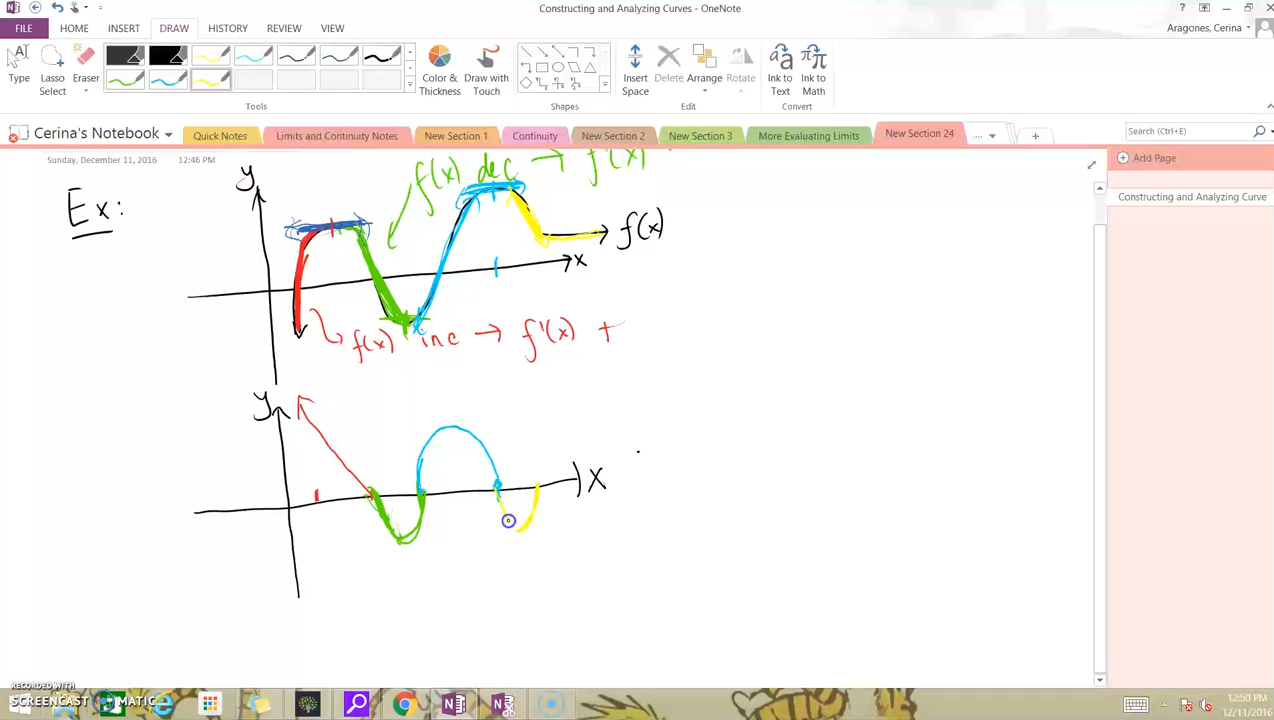 Constructing and Analyzing Curves - OneNote
FILE
HOME
INSERT
DRAW
HISTORY
REVIEW
VIEW
Aragones, Cerina
Type
Lasso
Select
Eraser
Color &
Thickness
Draw with
Touch
Insert
Space
Delete
Arrange
Rotate
Ink to
Text
Ink to
Math
Tools
Shapes
Edit
Convert
Cerina's Notebook
Quick Notes
Limits and Continuity Notes
New Section 1
Continuity
New Section 2
New Section 3
More Evaluating Limits
New Section 24
Search (Ctrl+E)
Sunday, December 11, 2016
12:46 PM
Add Page
Constructing and Analyzing Curve
f(x) dec → f'(x)
y
Ex:
f(x)
x
f(x) inc → f'(x) +
y
x
RECORDED WITH
SCREENCAST MATIC
12:50 PM
12/11/2016